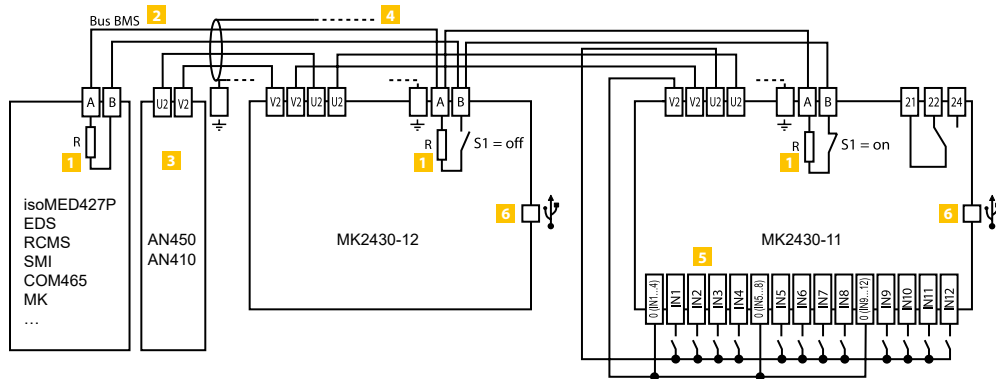 Bus BMS 2 4
A B U2 V2 V2 V2 U2 U2 A B V2 V2 U2 U2 A B 21 22 24
R R S1 = off R S1 = on
1 3 1 1
isoMED427P
EDS
RCMS
SMI
COM465
MK
...
AN450
AN410
MK2430-12
6
MK2430-11
6
5
0 (IN1...4) IN1 IN2 IN3 IN4 0 (IN5...8) IN5 IN6 IN7 IN8 0 (IN9...12) IN9 IN10 IN11 IN12